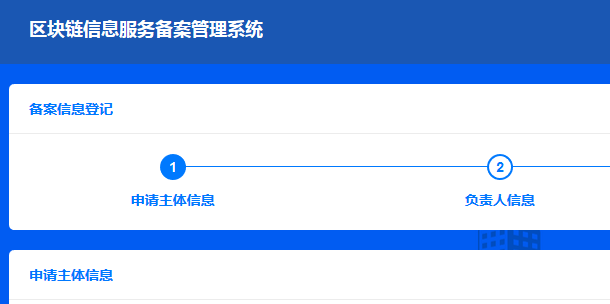 区块链信息服务备案管理系统
备案信息登记
1
2
申请主体信息
负责人信息
申请主体信息